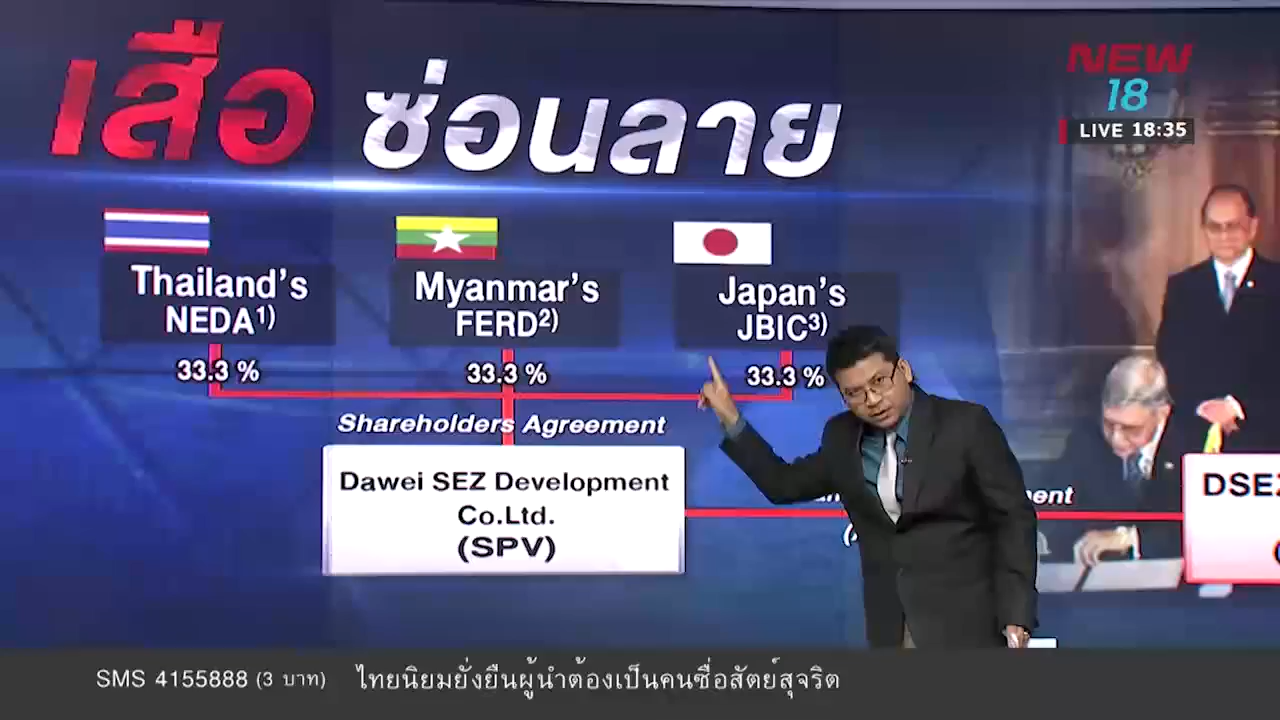 เสือ ซ่อนลาย
NEW
18
LIVE 18:35
Thailand's
NEDA1)
33.3 %
Myanmar's
FERD2)
33.3 %
Japan's
JBIC3)
33.3 %
Shareholders Agreement
Dawei SEZ Development
Co.Ltd.
(SPV)
SMS 4155888 (3 บาท) ไทยนิยมยั่งยืนผู้นำต้องเป็นคนซื่อสัตย์สุจริต